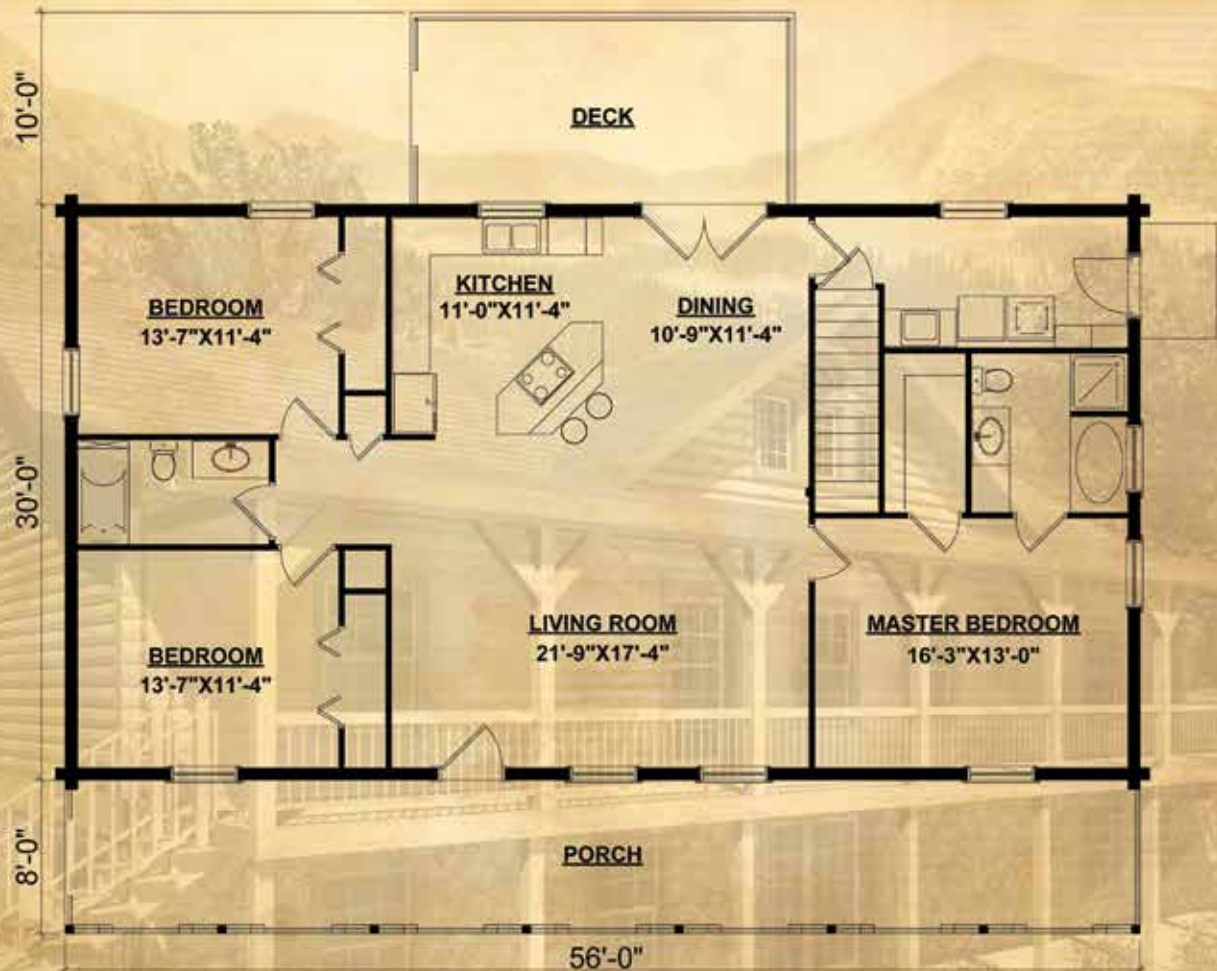 10'-0"
DECK
BEDROOM
13'-7"X11'-4"
KITCHEN
11'-0"X11'-4"
DINING
10'-9"X11'-4"
30'-0"
BEDROOM
13'-7"X11'-4"
LIVING ROOM
21'-9"X17'-4"
MASTER BEDROOM
16'-3"X13'-0"
8'-0"
PORCH
56'-0"